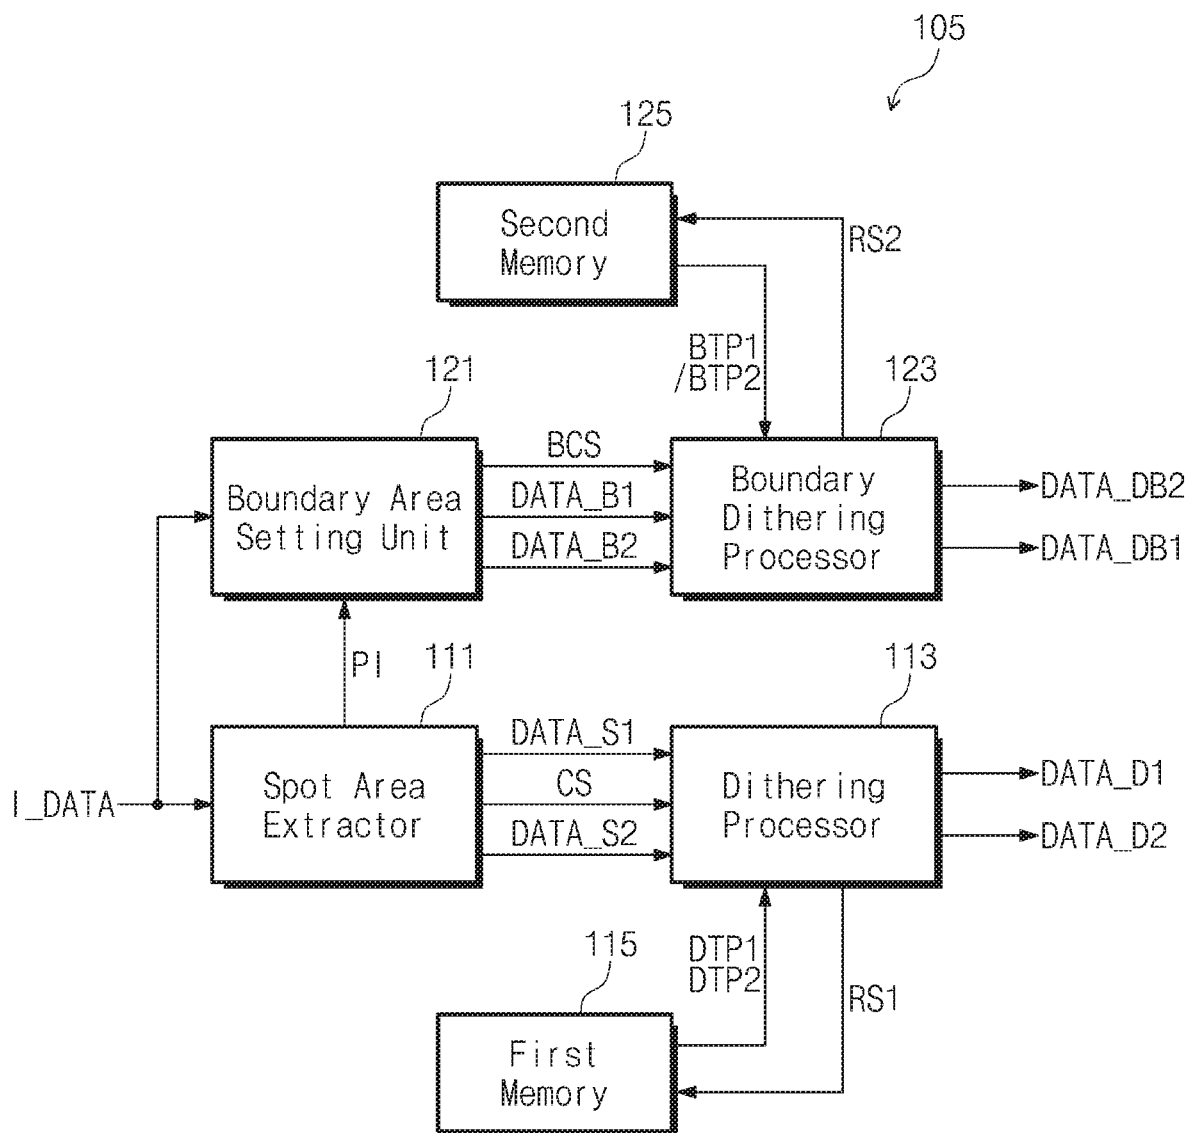 105
125
Second
Memory
RS2
BTP1
/BTP2
121
123
Boundary Area
Setting Unit
BCS
DATA_B1
DATA_B2
Boundary
Dithering
Processor
DATA_DB2
DATA_DB1
PI
111
113
I_DATA
Spot Area
Extractor
DATA_S1
CS
DATA_S2
Dithering
Processor
DATA_D1
DATA_D2
115
DTP1
DTP2
RS1
First
Memory